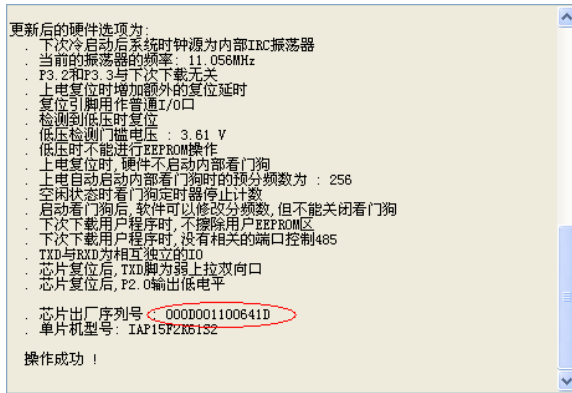 更新后的硬件选项为:
. 下次冷启动后系统时钟源为内部IRC振荡器
. 当前的振荡器的频率: 11.056MHz
. P3.2和P3.3与下次下载无关
. 上电复位时增加额外的复位延时
. 复位引脚用作普通I/O口
. 检测到低压时复位
. 低压检测门槛电压 : 3.61 V
. 低压时不能进行EEPROM操作
. 上电复位时,硬件不启动内部看门狗
. 上电自动启动内部看门狗时的预分频数为 : 256
. 空闲状态时看门狗定时器停止计数
. 启动看门狗后,软件可以修改分频数,但不能关闭看门狗
. 下次下载用户程序时,不擦除用户EEPROM区
. 下次下载用户程序时,没有相关的端口控制485
. TXD与RXD为相互独立的IO
. 芯片复位后,TXD脚为弱上拉双向口
. 芯片复位后,P2.0输出低电平
. 芯片出厂序列号 : 000D001100641D
. 单片机型号: IAP15F2K61S2
操作成功 !